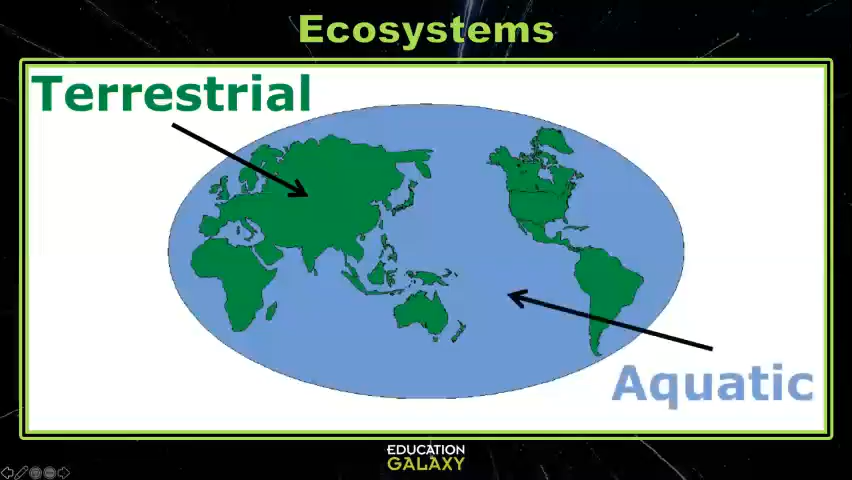 Ecosystems
Terrestrial
Aquatic
EDUCATION
GALAXY